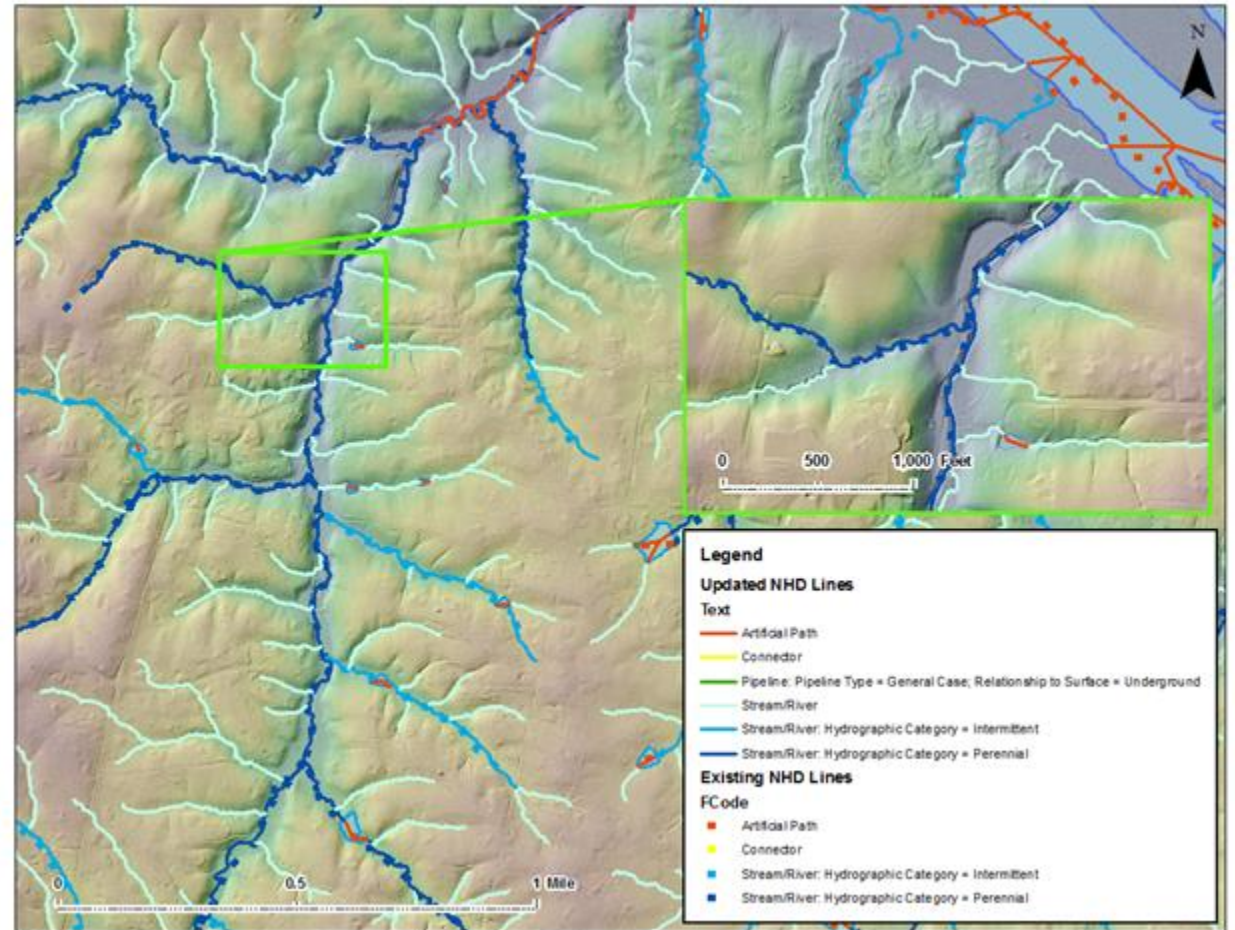 N
0 500 1,000 Feet
Legend
Updated NHD Lines
Text
Artificial Path
Connector
Pipeline: Pipeline Type = General Case; Relationship to Surface = Underground
Stream/River
Stream/River: Hydrographic Category = Intermittent
Stream/River: Hydrographic Category = Perennial
Existing NHD Lines
FCode
Artificial Path
Connector
Stream/River: Hydrographic Category = Intermittent
Stream/River: Hydrographic Category = Perennial
0 0.5 1 Mile